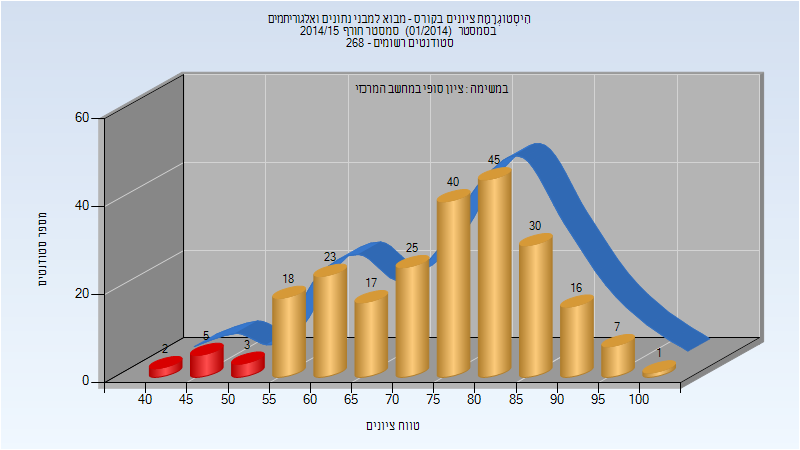 הִיסְטוֹגְרָמַת ציונים בקורס - מבוא למבני נתונים ואלגוריתמים
בסמסטר (01/2014) סמסטר חורף 2014/15
סטודנטים רשומים - 268
במשימה : ציון סופי במחשב המרכזי
מספר סטודנטים
60
40
20
0
2 5 3 18 23 17 25 40 45 30 16 7 1
40 45 50 55 60 65 70 75 80 85 90 95 100
טווח ציונים